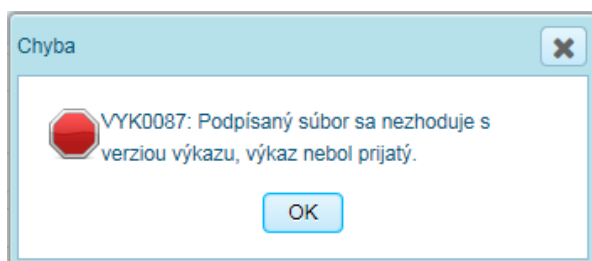 Chyba
VYK0087: Podpísaný súbor sa nezhoduje s
verziou výkazu, výkaz nebol prijatý.
OK